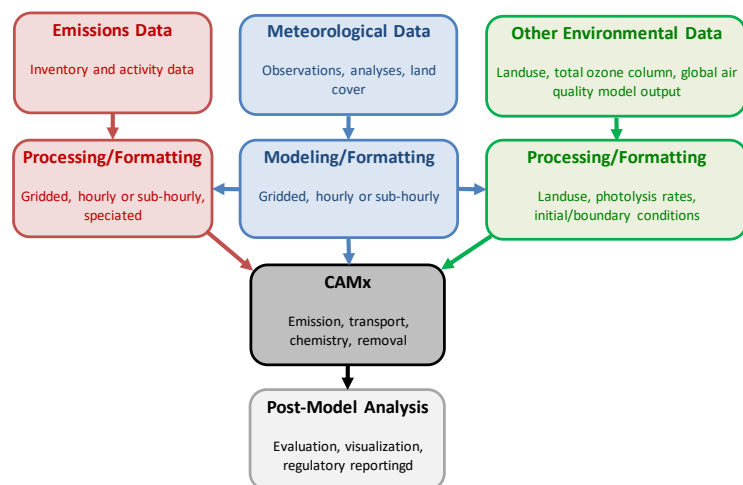 Emissions Data
Inventory and activity data
Meteorological Data
Observations, analyses, land
cover
Other Environmental Data
Landuse, total ozone column, global air
quality model output
Processing/Formatting
Gridded, hourly or sub-hourly,
speciated
Modeling/Formatting
Gridded, hourly or sub-hourly
Processing/Formatting
Landuse, photolysis rates,
initial/boundary conditions
CAMx
Emission, transport,
chemistry, removal
Post-Model Analysis
Evaluation, visualization,
regulatory reportingd